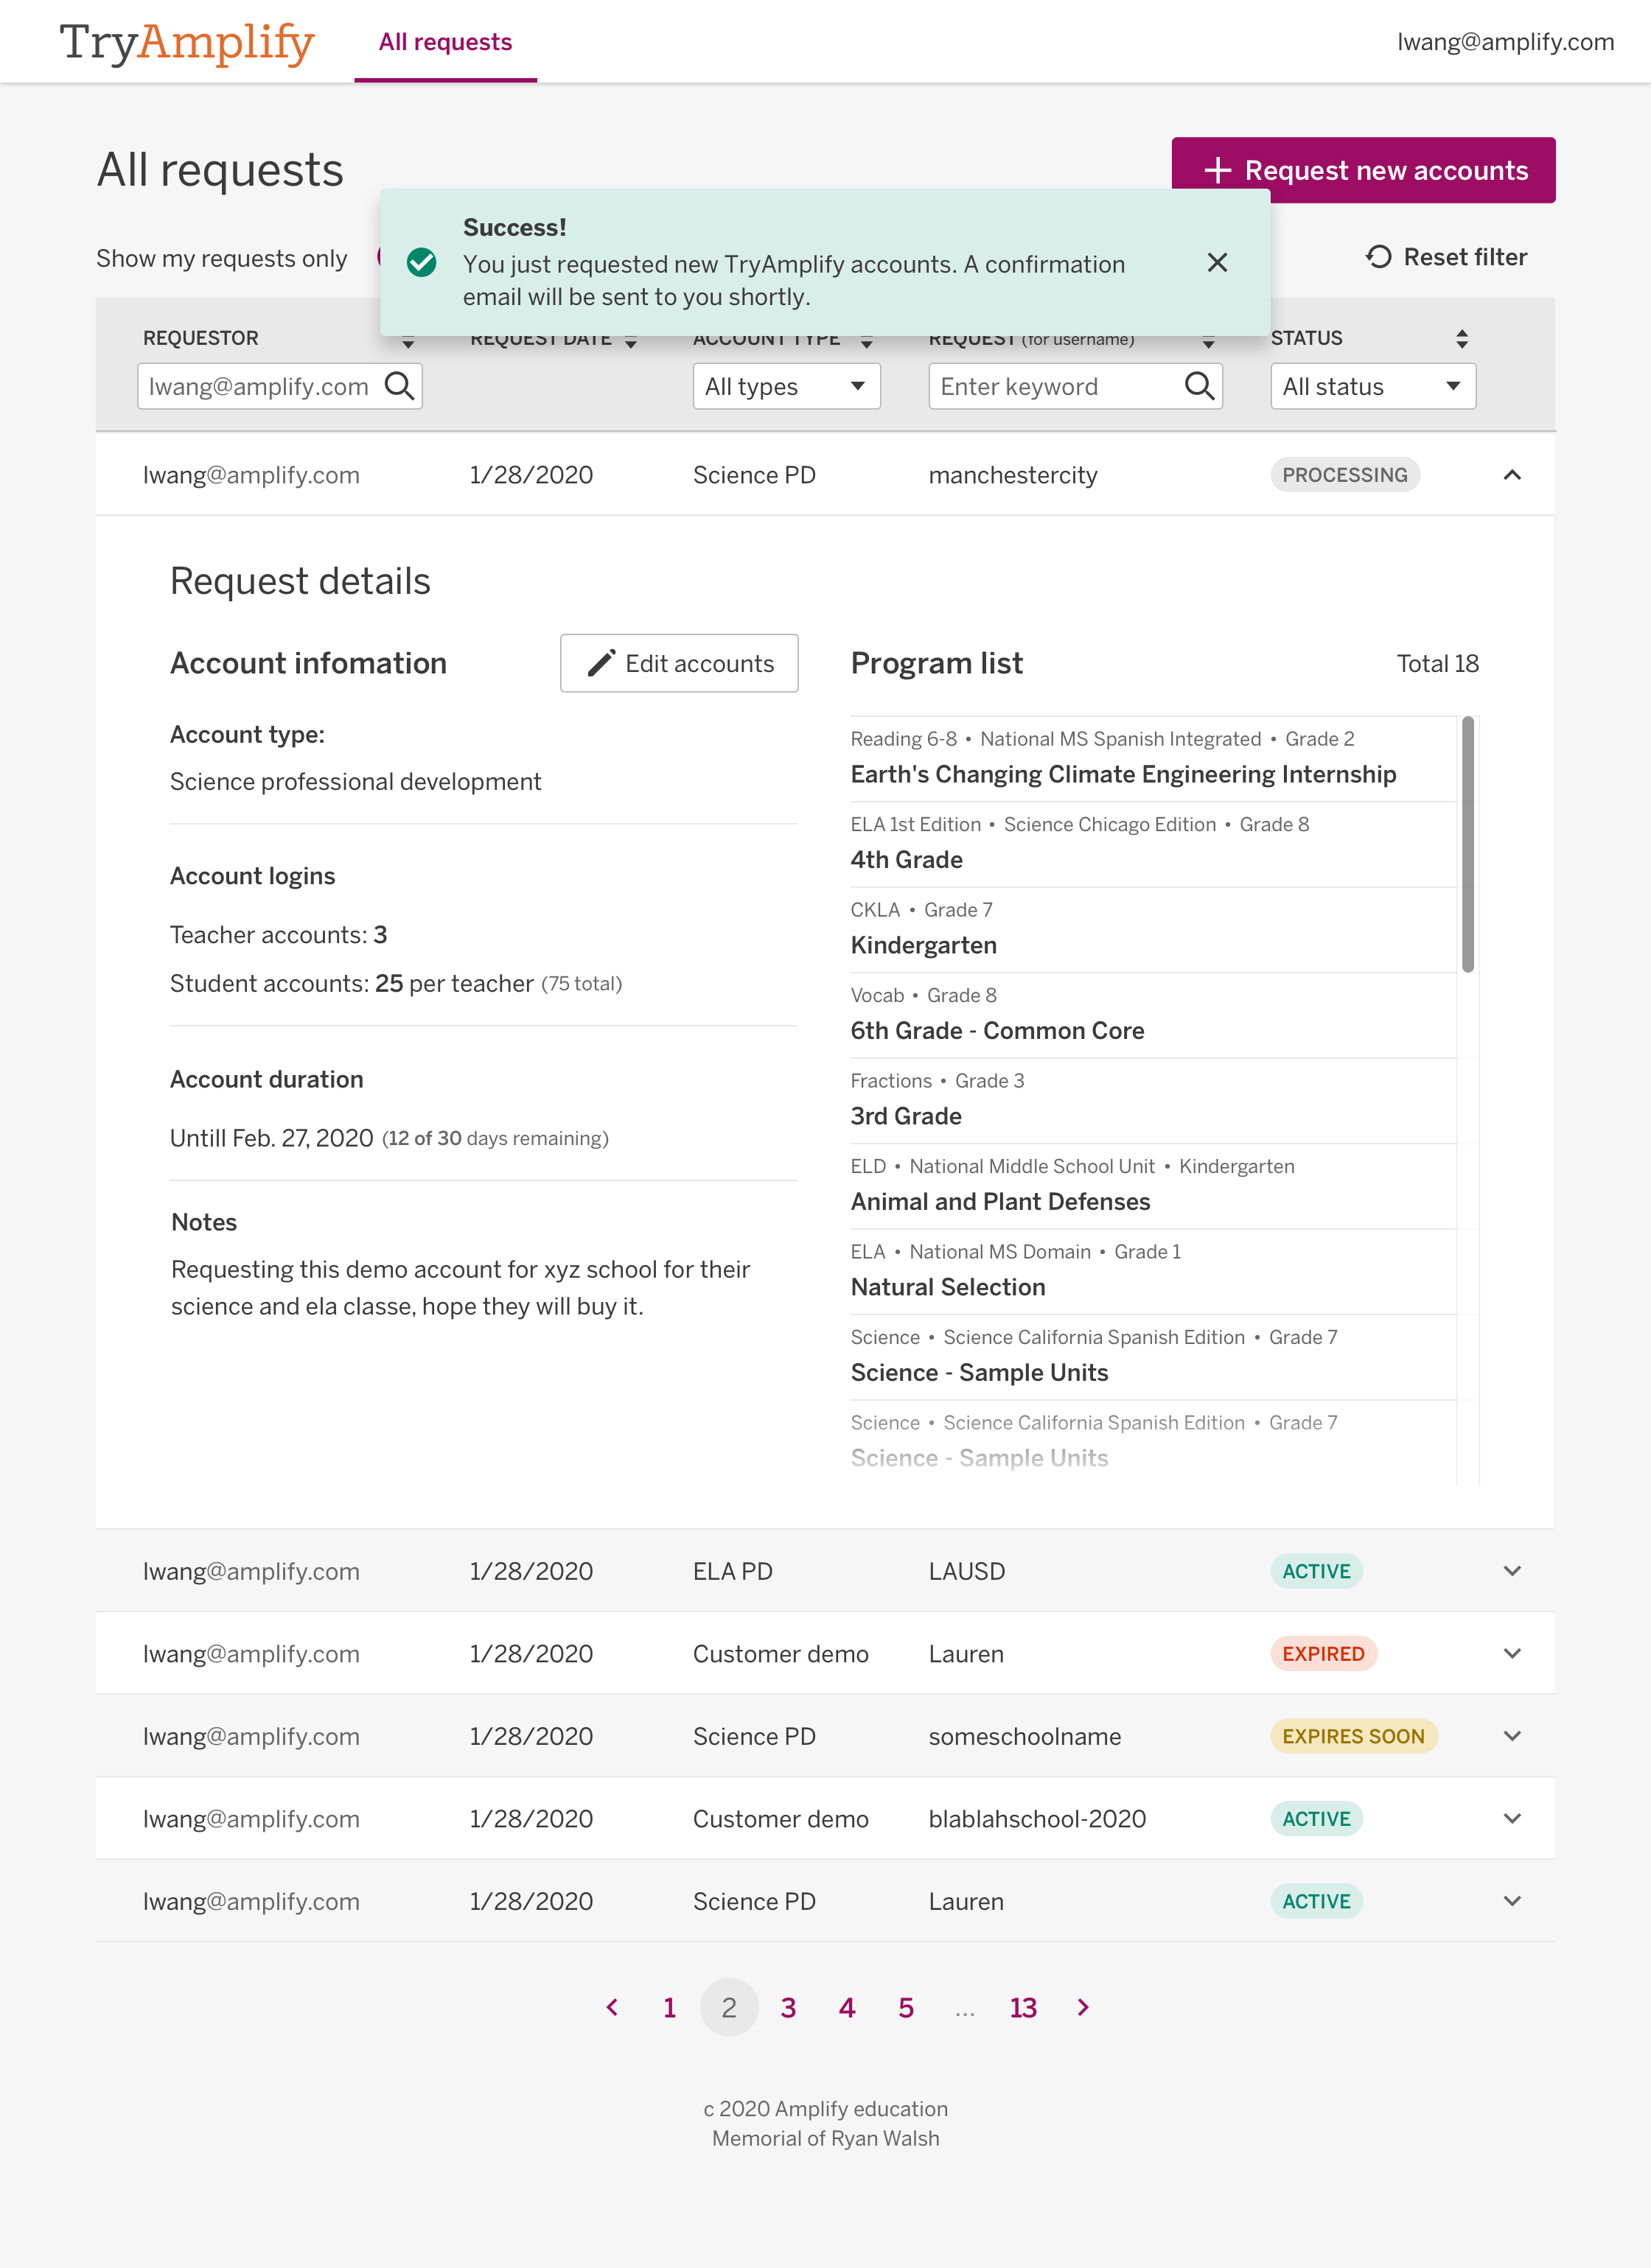 TryAmplify
All requests
lwang@amplify.com
All requests
+ Request new accounts
Success!
You just requested new TryAmplify accounts. A confirmation
email will be sent to you shortly.
Show my requests only
Reset filter
REQUESTOR
REQUEST DATE
ACCOUNT TYPE
REQUEST (for username)
STATUS
lwang@amplify.com
All types
Enter keyword
All status
lwang@amplify.com 1/28/2020 Science PD manchestercity PROCESSING
Request details
Account infomation
Edit accounts
Account type:
Science professional development
Account logins
Teacher accounts: 3
Student accounts: 25 per teacher (75 total)
Account duration
Untill Feb. 27, 2020 (12 of 30 days remaining)
Notes
Requesting this demo account for xyz school for their
science and ela classe, hope they will buy it.
Program list
Total 18
Reading 6-8 • National MS Spanish Integrated • Grade 2
Earth's Changing Climate Engineering Internship
ELA 1st Edition • Science Chicago Edition • Grade 8
4th Grade
CKLA • Grade 7
Kindergarten
Vocab • Grade 8
6th Grade - Common Core
Fractions • Grade 3
3rd Grade
ELD • National Middle School Unit • Kindergarten
Animal and Plant Defenses
ELA • National MS Domain • Grade 1
Natural Selection
Science • Science California Spanish Edition • Grade 7
Science - Sample Units
Science • Science California Spanish Edition • Grade 7
Science - Sample Units
lwang@amplify.com 1/28/2020 ELA PD LAUSD ACTIVE
lwang@amplify.com 1/28/2020 Customer demo Lauren EXPIRED
lwang@amplify.com 1/28/2020 Science PD someschoolname EXPIRES SOON
lwang@amplify.com 1/28/2020 Customer demo blablahschool-2020 ACTIVE
lwang@amplify.com 1/28/2020 Science PD Lauren ACTIVE
1 2 3 4 5 ... 13
c 2020 Amplify education
Memorial of Ryan Walsh